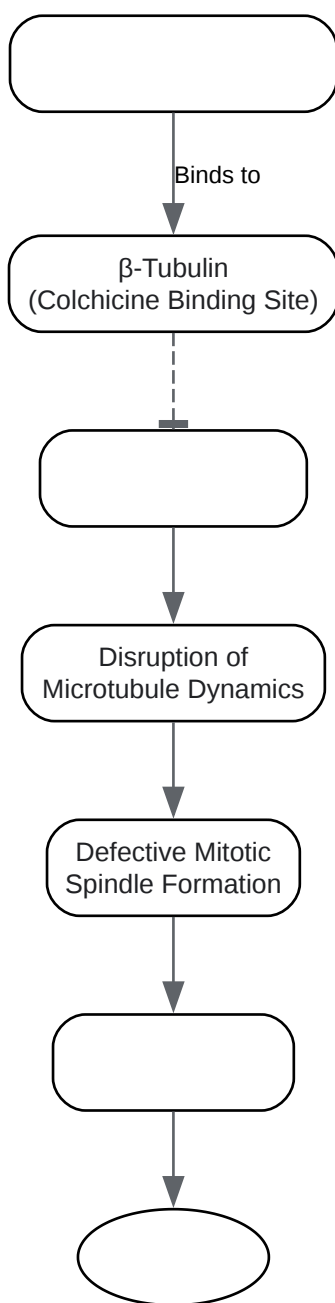 Binds to
β-Tubulin
(Colchicine Binding Site)
Disruption of
Microtubule Dynamics
Defective Mitotic
Spindle Formation